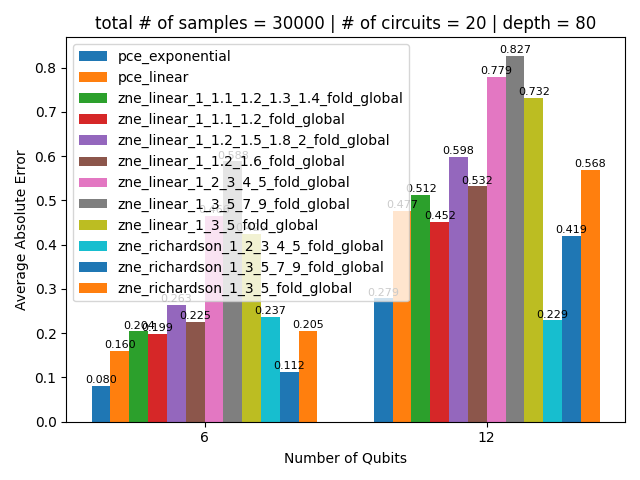 total # of samples = 30000 | # of circuits = 20 | depth = 80
pce_exponential
pce_linear
zne_linear_1_1.1_1.2_1.3_1.4_fold_global
zne_linear_1_1.1_1.2_fold_global
zne_linear_1_1.2_1.5_1.8_2_fold_global
zne_linear_1_1.2_1.6_fold_global
zne_linear_1_2_3_4_5_fold_global
zne_linear_1_3_5_7_9_fold_global
zne_linear_1_3_5_fold_global
zne_richardson_1_2_3_4_5_fold_global
zne_richardson_1_3_5_7_9_fold_global
zne_richardson_1_3_5_fold_global
Average Absolute Error
0.8
0.7
0.6
0.5
0.4
0.3
0.2
0.1
0.0
0.080
0.160
0.204
0.199
0.263
0.225
0.588
0.237
0.112
0.205
0.279
0.477
0.512
0.452
0.598
0.532
0.779
0.827
0.732
0.229
0.419
0.568
6
12
Number of Qubits